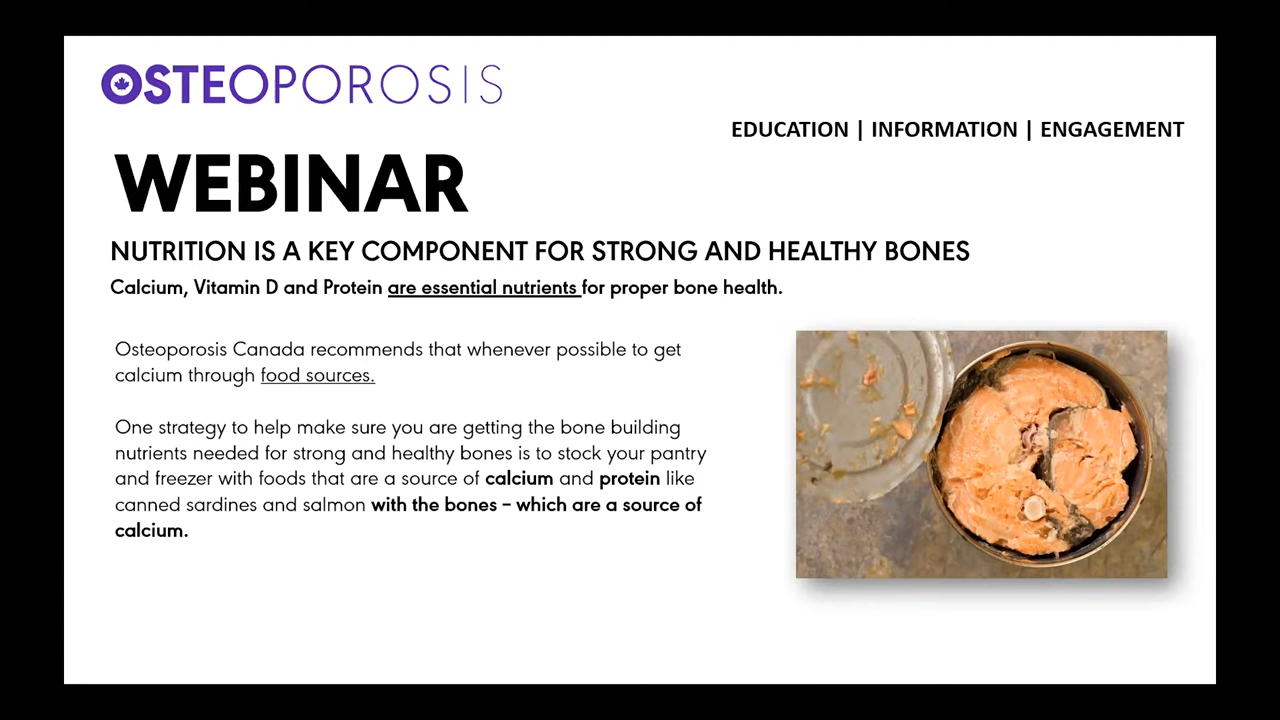 OSTEOPOROSIS
EDUCATION | INFORMATION | ENGAGEMENT
WEBINAR
NUTRITION IS A KEY COMPONENT FOR STRONG AND HEALTHY BONES
Calcium, Vitamin D and Protein are essential nutrients for proper bone health.
Osteoporosis Canada recommends that whenever possible to get
calcium through food sources.
One strategy to help make sure you are getting the bone building
nutrients needed for strong and healthy bones is to stock your pantry
and freezer with foods that are a source of calcium and protein like
canned sardines and salmon with the bones – which are a source of
calcium.